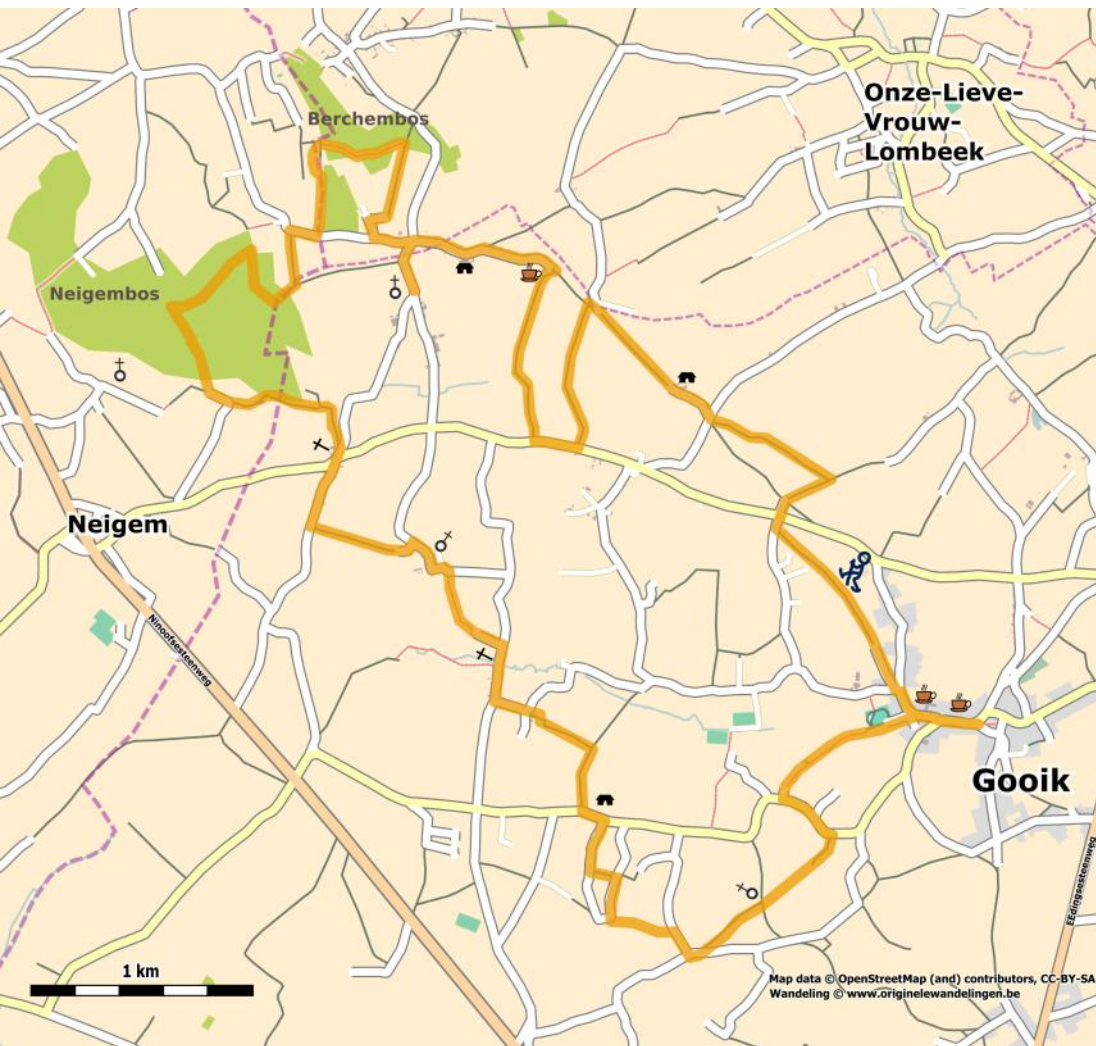 Onze-Lieve-
Vrouw-
Lombeek
Berchembos
Neigembos
Neigem
Ninoofsesteenweg
Gooik
EEdingsesteenweg
1 km
Map data © OpenStreetMap (and) contributors, CC-BY-SA
Wandeling © www.originelewandelingen.be